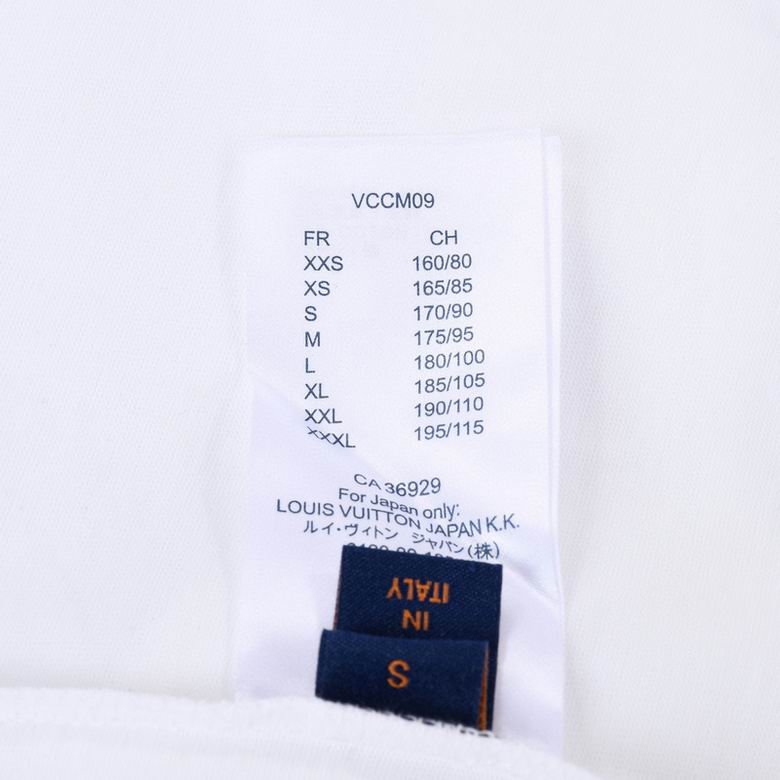 VCCM09
FR CH
XXS 160/80
XS 165/85
S 170/90
M 175/95
L 180/100
XL 185/105
XXL 190/110
XXXL 195/115
CA 36929
For Japan only:
LOUIS VUITTON JAPAN K.K.
ルイ・ヴィトン ジャパン(株)
IN
ITALY
S